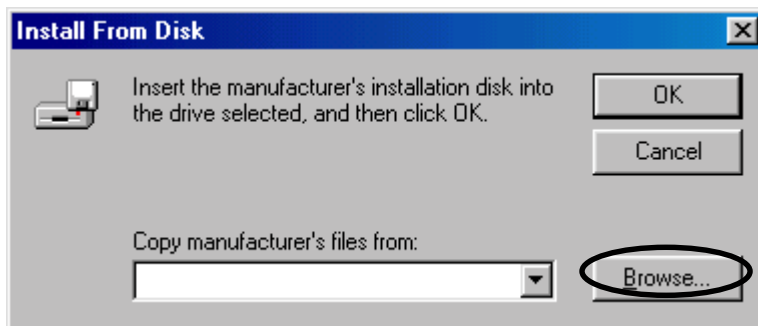 Install From Disk
Insert the manufacturer's installation disk into
the drive selected, and then click OK.
OK
Cancel
Copy manufacturer's files from:
Browse...